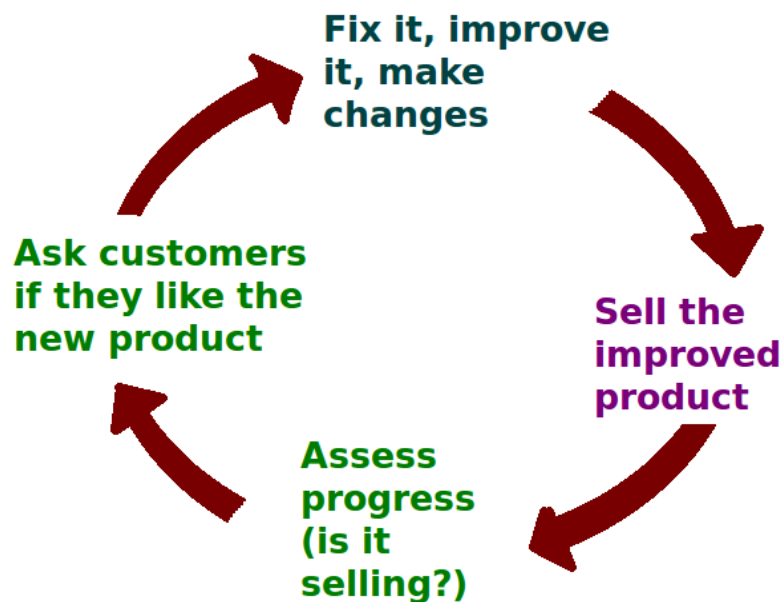 Fix it, improve
it, make
changes
Sell the
improved
product
Assess
progress
(is it
selling?)
Ask customers
if they like the
new product